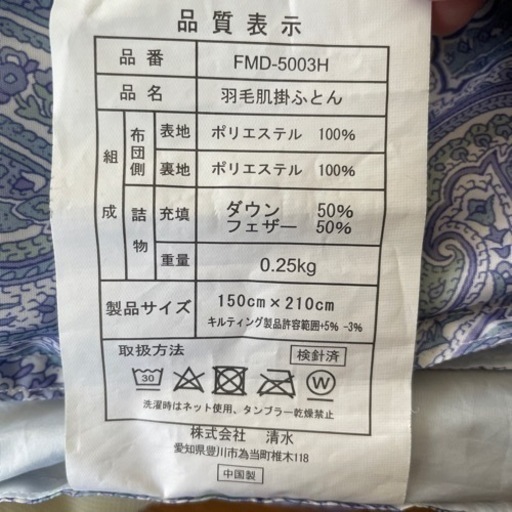 品質表示
品番 FMD-5003H
品名 羽毛肌掛ふとん
組成 布団側 表地 ポリエステル 100%
裏地 ポリエステル 100%
詰物 充填 ダウン 50%
フェザー 50%
重量 0.25kg
製品サイズ 150cm×210cm
キルティング製品許容範囲+5% -3%
取扱方法 検針済
30 W
洗濯時はネット使用、タンブラー乾燥禁止
株式会社 清水
愛知県豊川市為当町椎木118
中国製